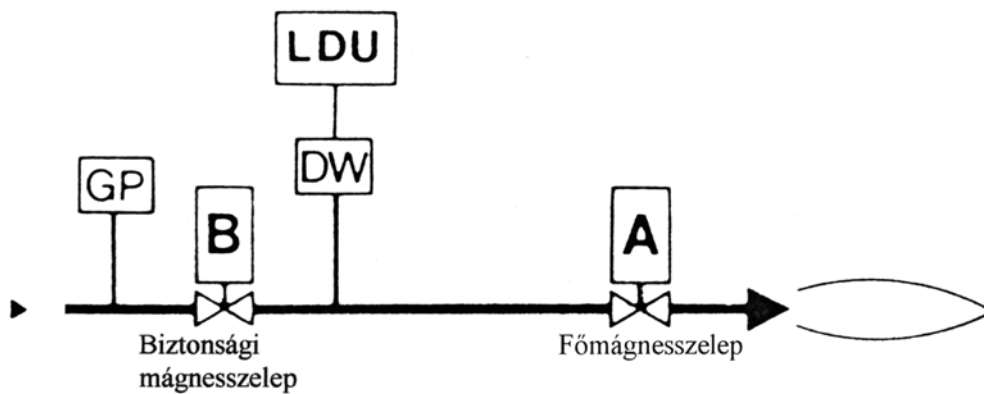 LDU
DW
GP
B
A
Biztonsági
mágnesszelep
Főmágnesszelep